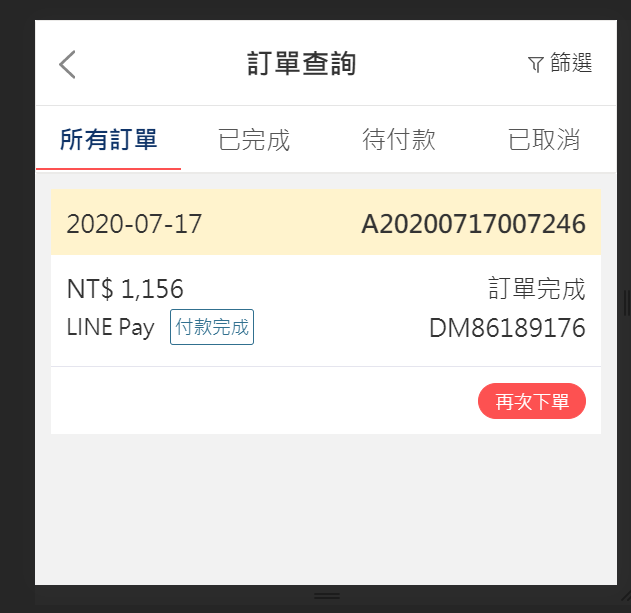 訂單查詢 篩選
所有訂單 已完成 待付款 已取消
2020-07-17 A20200717007246
NT$ 1,156 訂單完成
LINE Pay 付款完成 DM86189176
再次下單